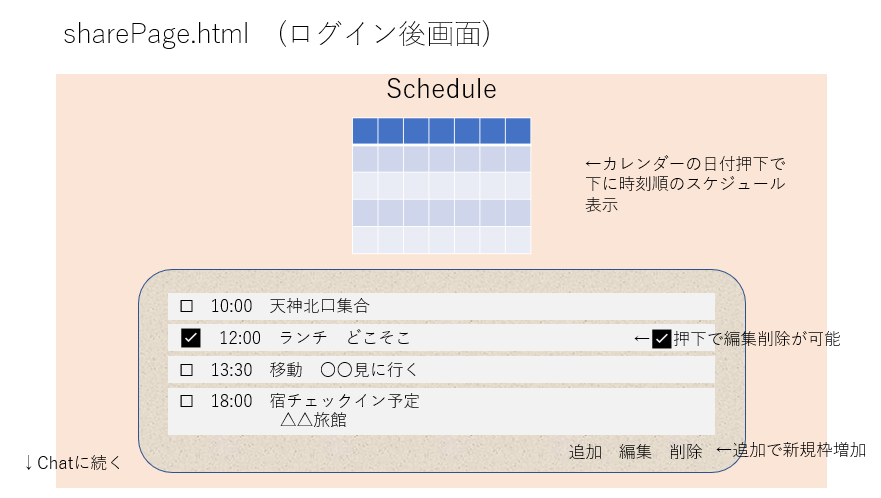 sharePage.html （ログイン後画面）
Schedule
←カレンダーの日付押下で
下に時刻順のスケジュール
表示
10:00 天神北口集合
12:00 ランチ どこそこ
←押下で編集削除が可能
13:30 移動 〇〇見に行く
18:00 宿チェックイン予定
△△旅館
追加 編集 削除
←追加で新規枠増加
↓Chatに続く